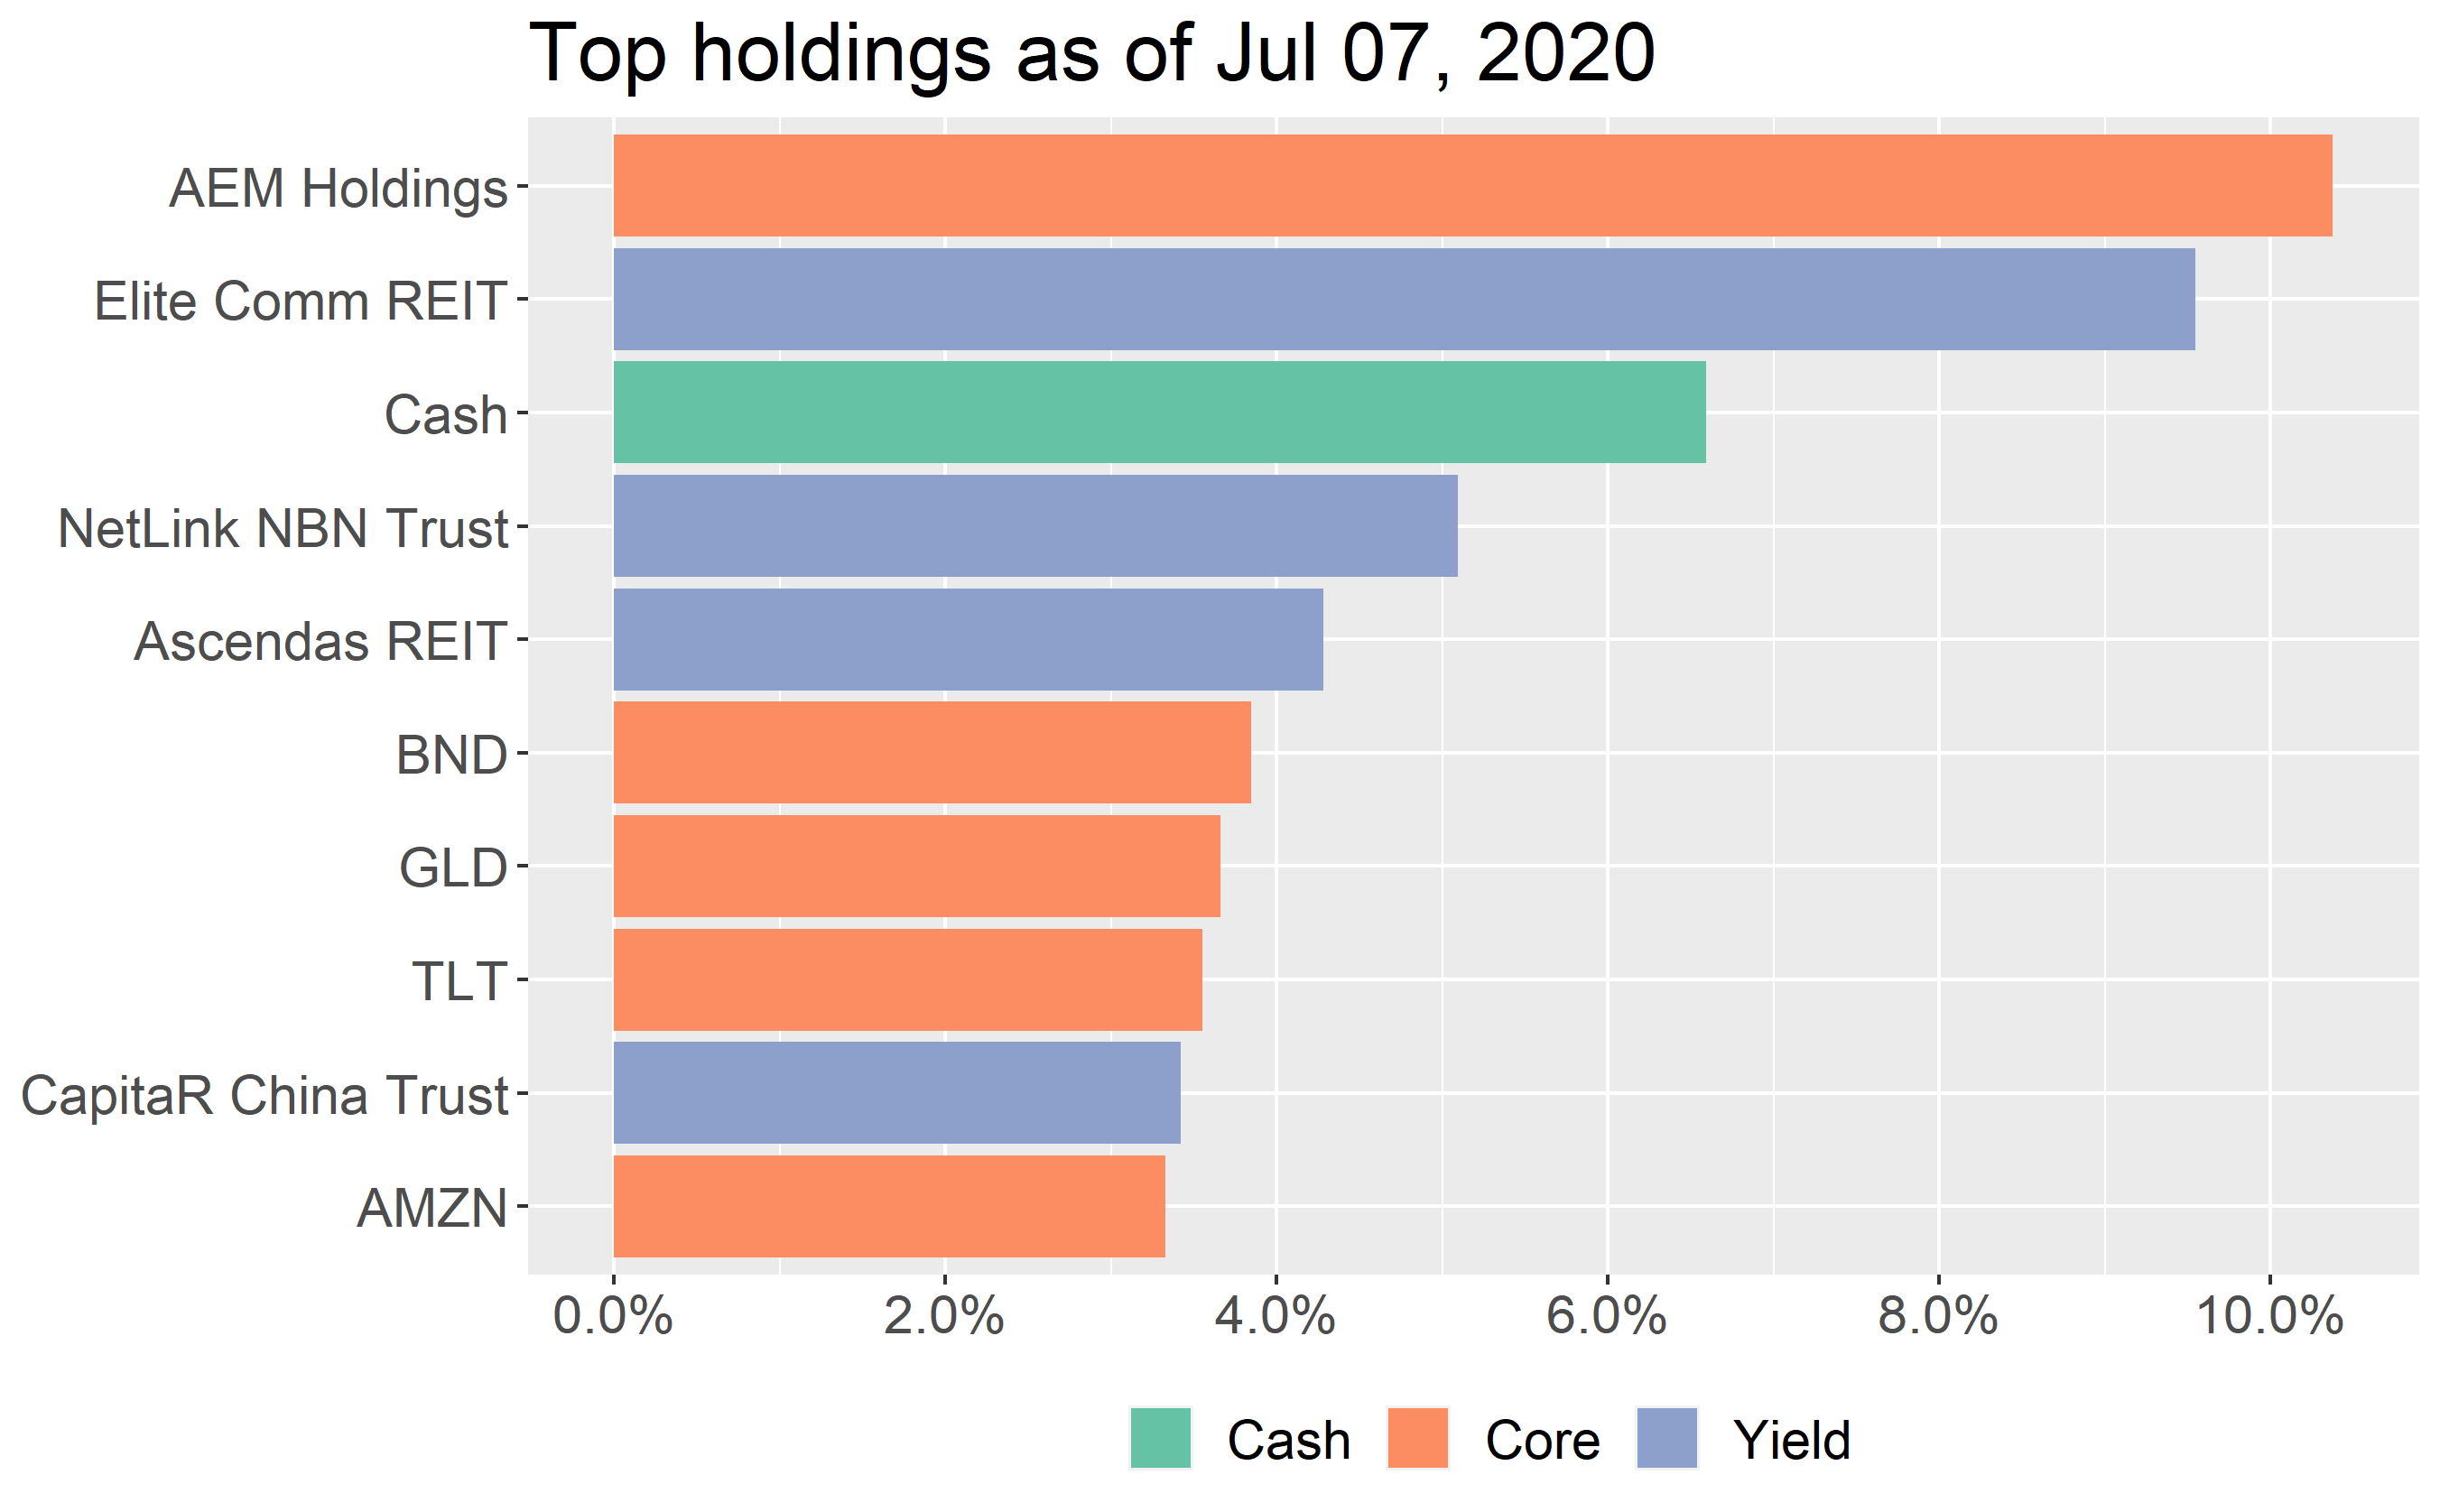 Top holdings as of Jul 07, 2020
AEM Holdings
Elite Comm REIT
Cash
NetLink NBN Trust
Ascendas REIT
BND
GLD
TLT
CapitaR China Trust
AMZN
0.0% 2.0% 4.0% 6.0% 8.0% 10.0%
Cash Core Yield